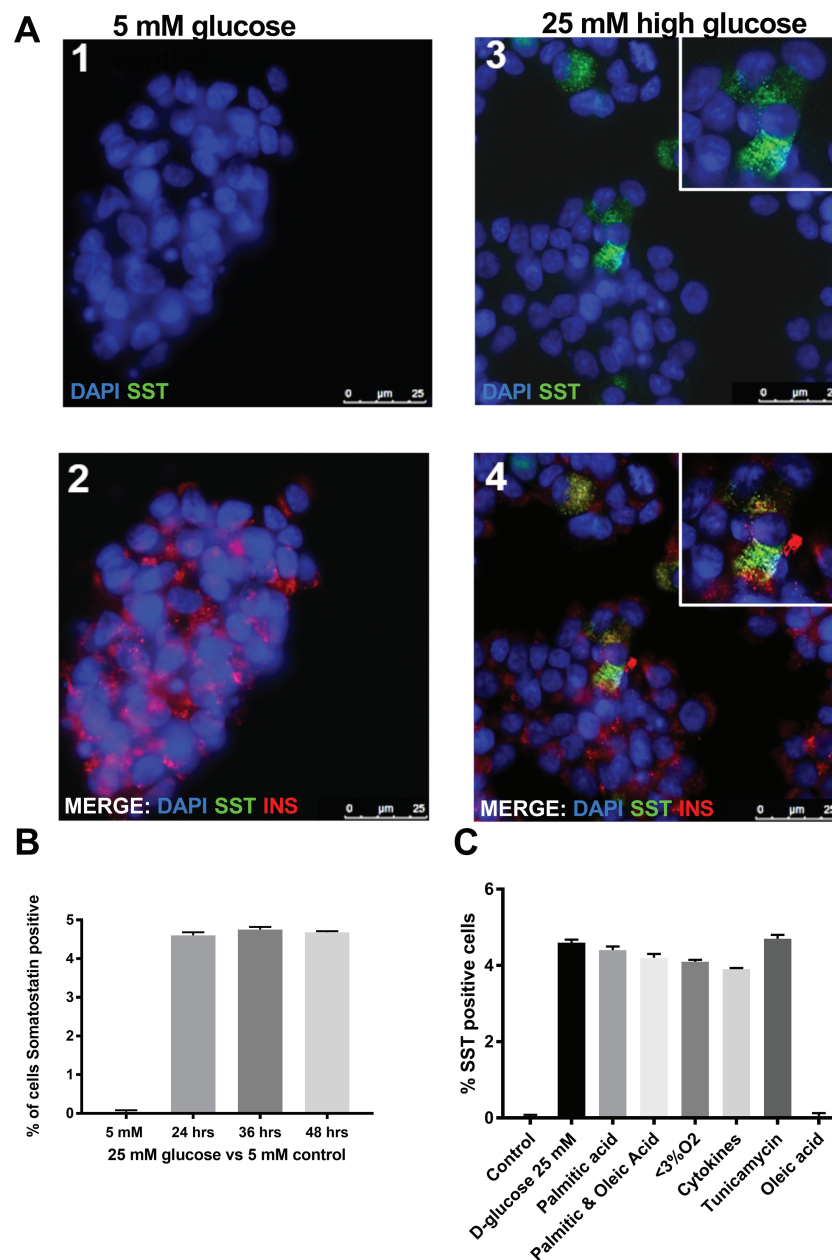 A
5 mM glucose
25 mM high glucose
1
DAPI SST
0 µm 25
3
DAPI SST
0 µm 2
2
MERGE: DAPI SST INS
0 µm 25
4
MERGE: DAPI SST INS
0 µm 2
B
% of cells Somatostatin positive
5
4
3
2
1
0
5 mM 24 hrs 36 hrs 48 hrs
25 mM glucose vs 5 mM control
C
% SST positive cells
6
4
2
0
Control
D-glucose 25 mM
Palmitic acid
Palmitic & Oleic Acid
<3%O2
Cytokines
Tunicamycin
Oleic acid